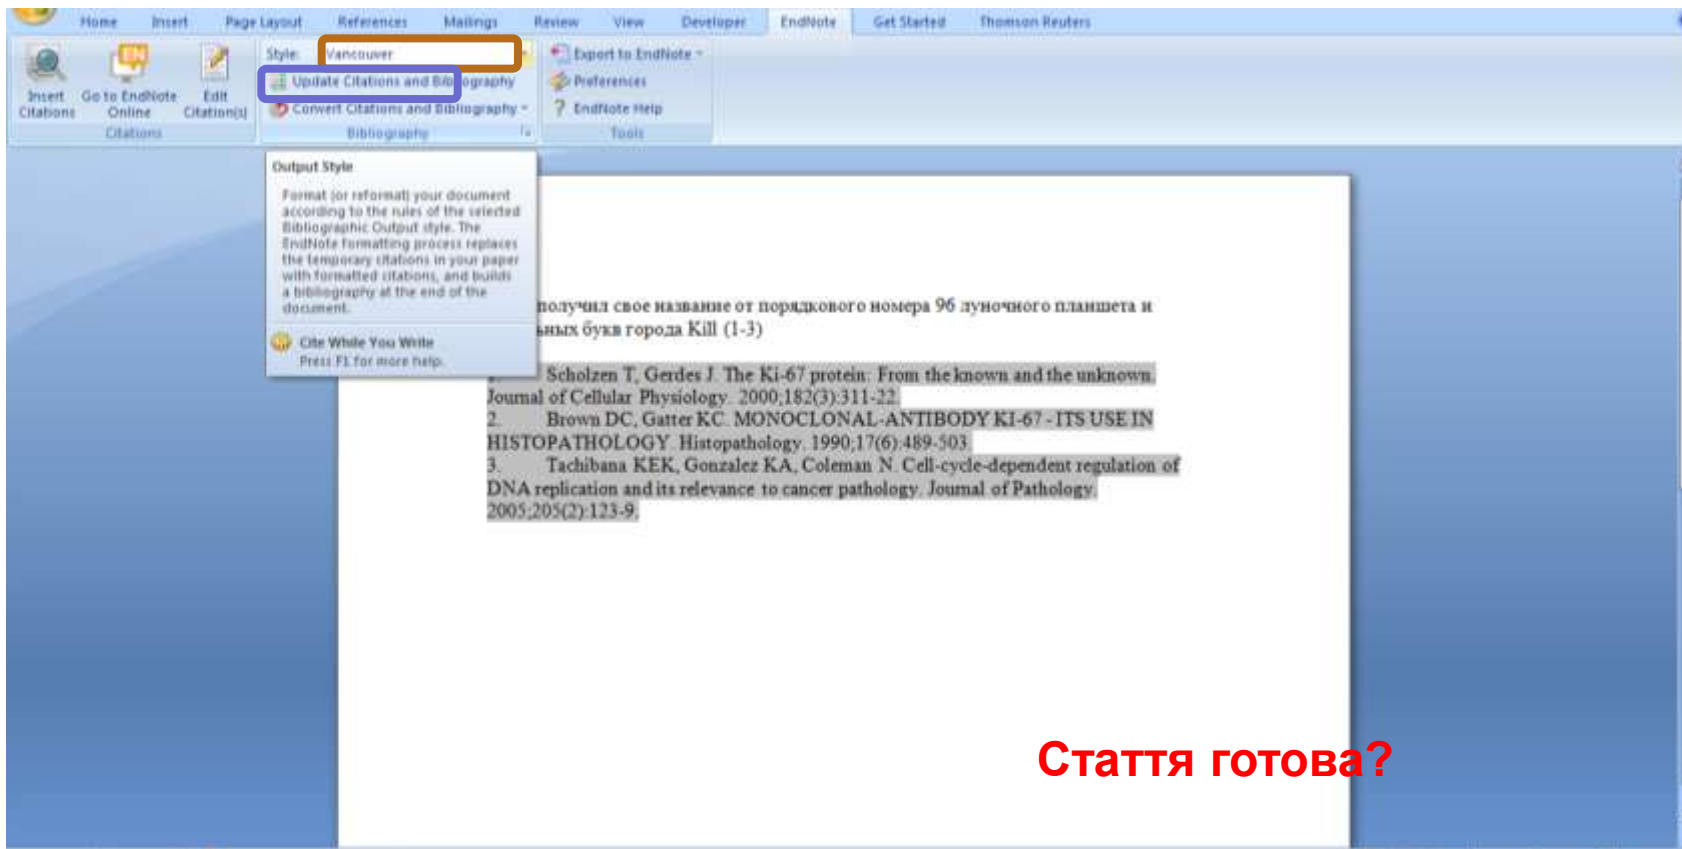 Home Insert Page Layout References Mailings Review View Developer EndNote Get Started Thomson Reuters
Style: Vancouver
Update Citations and Bibliography
Convert Citations and Bibliography
Insert Citations
Go to EndNote Online
Edit Citation(s)
Citations
Bibliography
Export to EndNote
Preferences
EndNote Help
Tools
Output Style
Format (or reformat) your document
according to the rules of the selected
Bibliographic Output style. The
EndNote formatting process replaces
the temporary citations in your paper
with formatted citations, and builds
a bibliography at the end of the
document.
Cite While You Write
Press F1 for more help.
получил свое название от порядкового номера 96 луночного планшета и
ьных букв города Kill (1-3)
Scholzen T, Gerdes J. The Ki-67 protein: From the known and the unknown.
Journal of Cellular Physiology. 2000;182(3):311-22.
2. Brown DC, Gatter KC. MONOCLONAL-ANTIBODY KI-67 - ITS USE IN
HISTOPATHOLOGY. Histopathology. 1990;17(6):489-503.
3. Tachibana KEK, Gonzalez KA, Coleman N. Cell-cycle-dependent regulation of
DNA replication and its relevance to cancer pathology. Journal of Pathology.
2005;205(2):123-9.
Стаття готова?